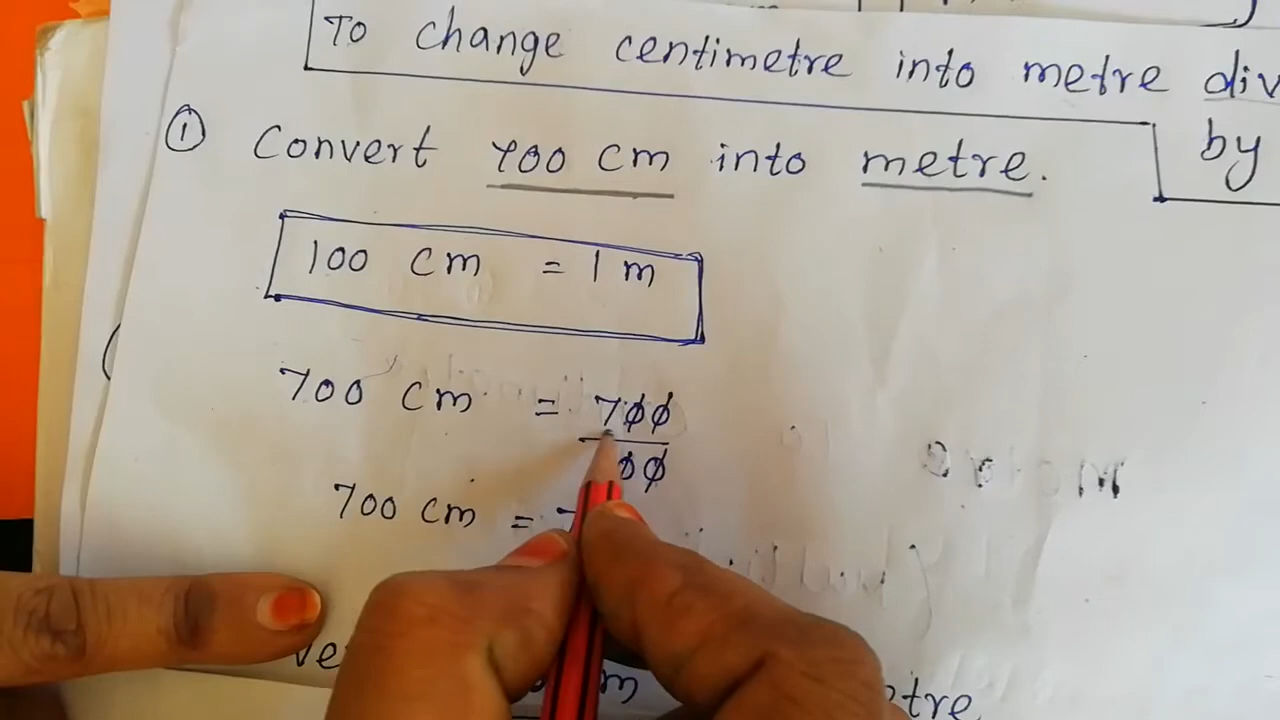 To change centimetre into metre div
by
① Convert 700 cm into metre.
100 cm = 1 m
700 cm = 700
00
700 cm = 7
m